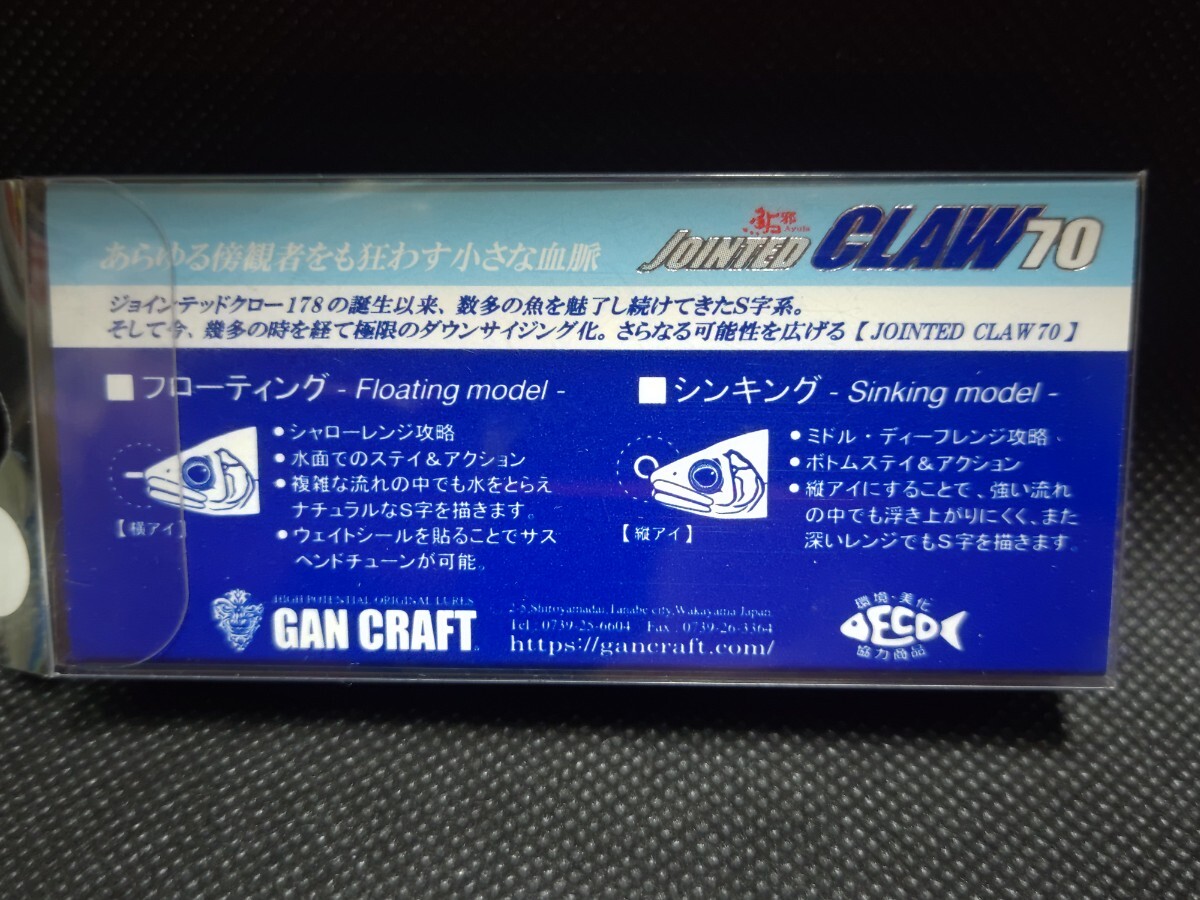 あらゆる傍観者をも狂わす小さな血脈
鮎邪 Ayuja
JOINTED CLAW 70
ジョインテッドクロー178の誕生以来、数多の魚を魅了し続けてきたS字系。
そして今、幾多の時を経て極限のダウンサイジング化。さらなる可能性を広げる【 JOINTED CLAW 70 】
■フローティング - Floating model -
●シャローレンジ攻略
●水面でのステイ&アクション
●複雑な流れの中でも水をとらえ
ナチュラルなS字を描きます。
●ウェイトシールを貼ることでサス
ペンドチューンが可能。
【横アイ】
■シンキング - Sinking model -
●ミドル・ディープレンジ攻略
●ボトムステイ&アクション
●縦アイにすることで、強い流れ
の中でも浮き上がりにくく、また
深いレンジでもS字を描きます。
【縦アイ】
HIGH POTENTIAL ORIGINAL LURES
GAN CRAFT
2-5,Shiroyamadai,Tanabe city,Wakayama Japan
Tel : 0739-25-6604 Fax : 0739-26-3364
https://gancraft.com/
環境・美化
ECO
協力商品